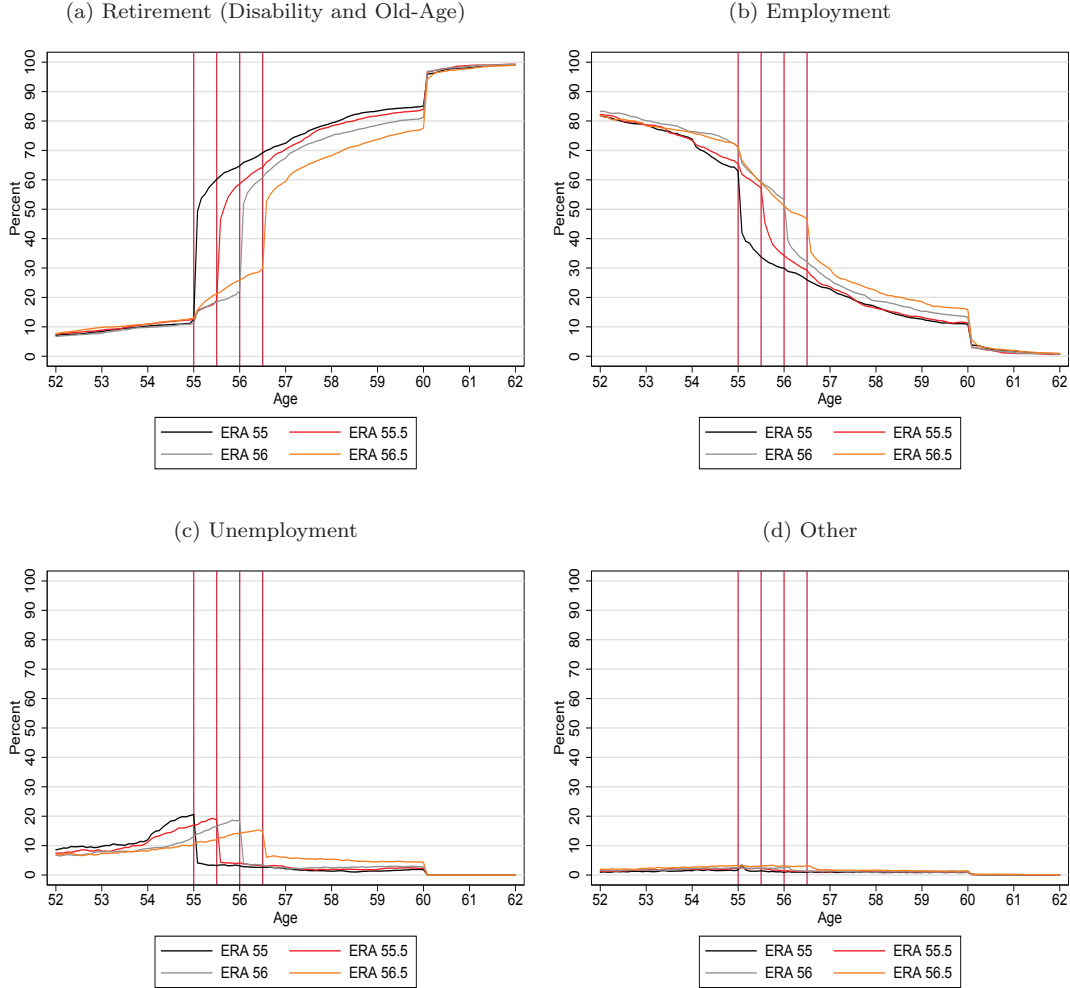 (a) Retirement (Disability and Old-Age)
(b) Employment
Percent
0 10 20 30 40 50 60 70 80 90 100
52 53 54 55 56 57 58 59 60 61 62
Age
ERA 55 ERA 55.5
ERA 56 ERA 56.5
Percent
0 10 20 30 40 50 60 70 80 90 100
52 53 54 55 56 57 58 59 60 61 62
Age
ERA 55 ERA 55.5
ERA 56 ERA 56.5
(c) Unemployment
(d) Other
Percent
0 10 20 30 40 50 60 70 80 90 100
52 53 54 55 56 57 58 59 60 61 62
Age
ERA 55 ERA 55.5
ERA 56 ERA 56.5
Percent
0 10 20 30 40 50 60 70 80 90 100
52 53 54 55 56 57 58 59 60 61 62
Age
ERA 55 ERA 55.5
ERA 56 ERA 56.5